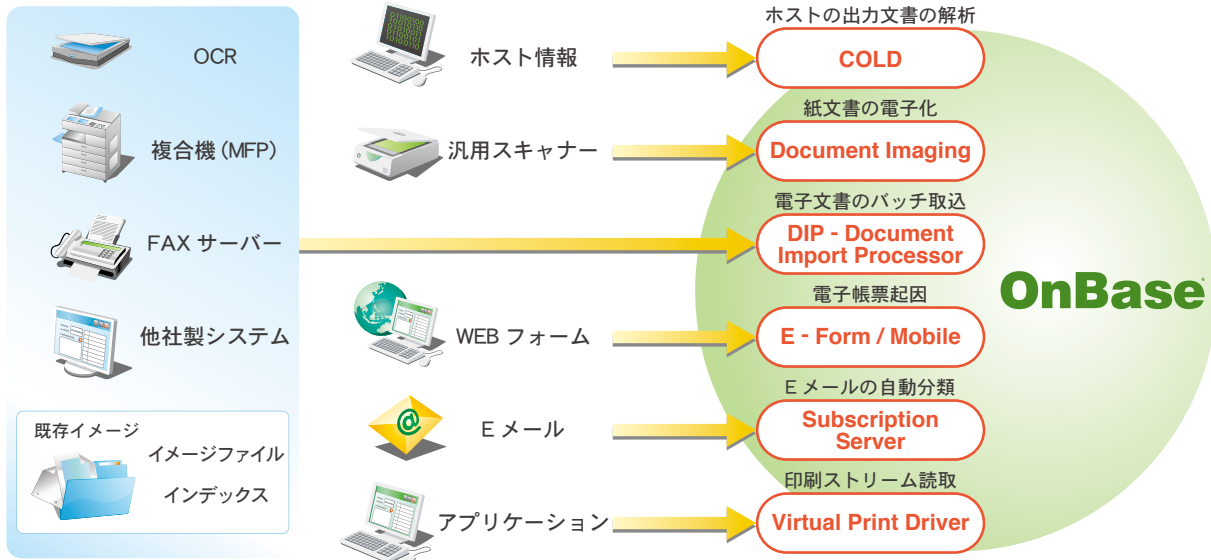 OCR
複合機(MFP)
FAX サーバー
他社製システム
既存イメージ
イメージファイル
インデックス
01100100
10010110
01101001
10100110
ホスト情報
汎用スキャナー
WEB フォーム
E メール
アプリケーション
ホストの出力文書の解析
COLD
紙文書の電子化
Document Imaging
電子文書のバッチ取込
DIP - Document
Import Processor
電子帳票起因
E - Form / Mobile
E メールの自動分類
Subscription
Server
印刷ストリーム読取
Virtual Print Driver
OnBase